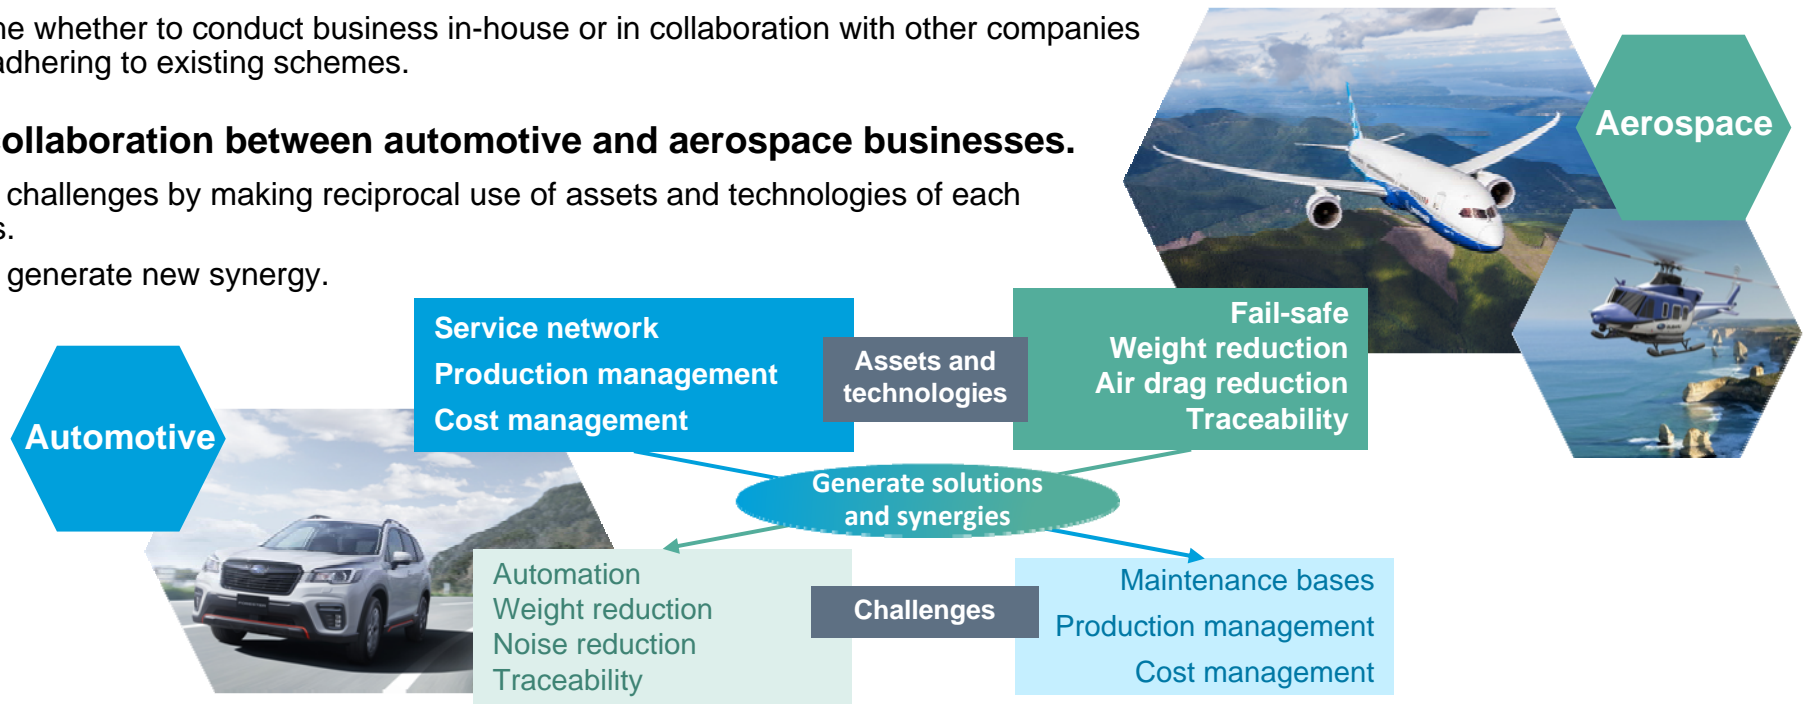 whether to conduct business in-house or in collaboration with other companies
adhering to existing schemes.
ollaboration between automotive and aerospace businesses.
challenges by making reciprocal use of assets and technologies of each
s.
generate new synergy.
Aerospace
Automotive
Service network
Production management
Cost management
Assets and
technologies
Fail-safe
Weight reduction
Air drag reduction
Traceability
Generate solutions
and synergies
Automation
Weight reduction
Noise reduction
Traceability
Challenges
Maintenance bases
Production management
Cost management